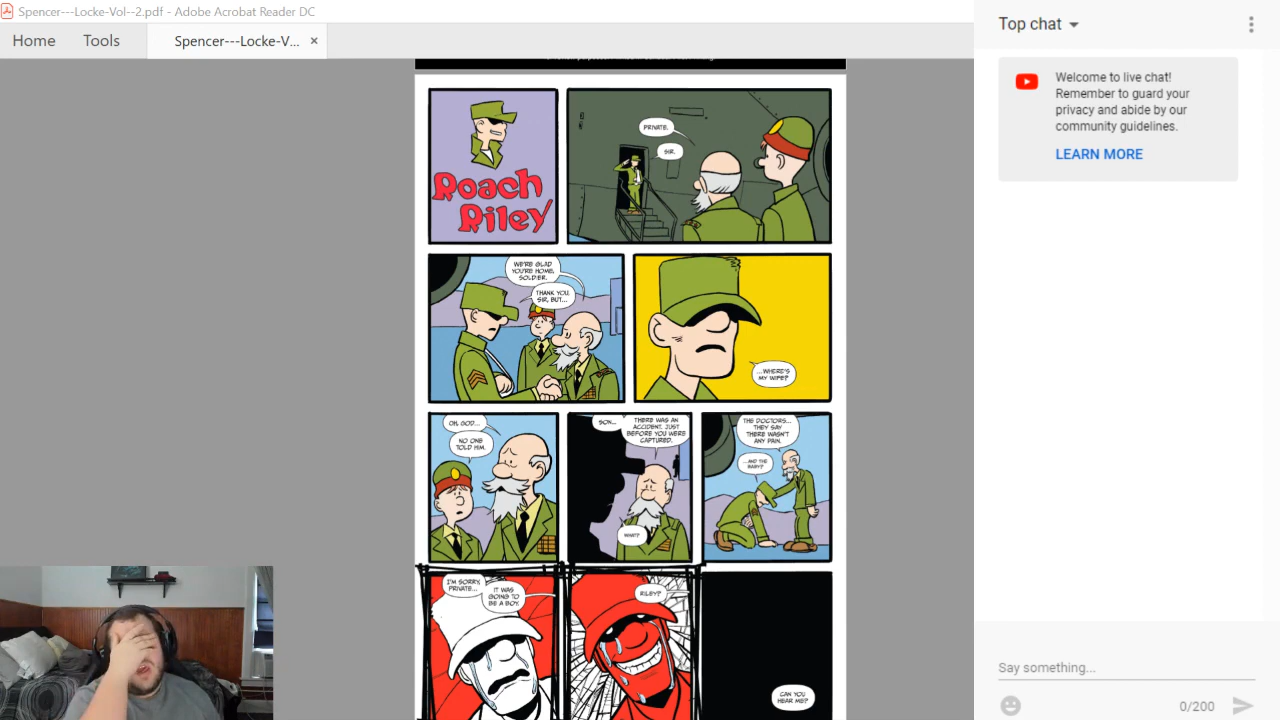 Spencer---Locke-Vol--2.pdf - Adobe Acrobat Reader DC
Home
Tools
Spencer---Locke-V...
×
Roach
Riley
PRIVATE.
SIR.
WE'RE GLAD
YOU'RE HOME,
SOLDIER.
THANK YOU,
SIR, BUT...
...WHERE'S
MY WIFE?
OH, GOD...
NO ONE
TOLD HIM.
SON...
THERE WAS AN
ACCIDENT. JUST
BEFORE YOU WERE
CAPTURED.
WHAT?
THE DOCTORS...
THEY SAY
THERE WASN'T
ANY PAIN.
...AND THE
BABY?
I'M SORRY,
PRIVATE...
IT WAS
GOING TO
BE A BOY.
RILEY?
CAN YOU
HEAR ME?
Top chat
Welcome to live chat!
Remember to guard your
privacy and abide by our
community guidelines.
LEARN MORE
Say something...
0/200